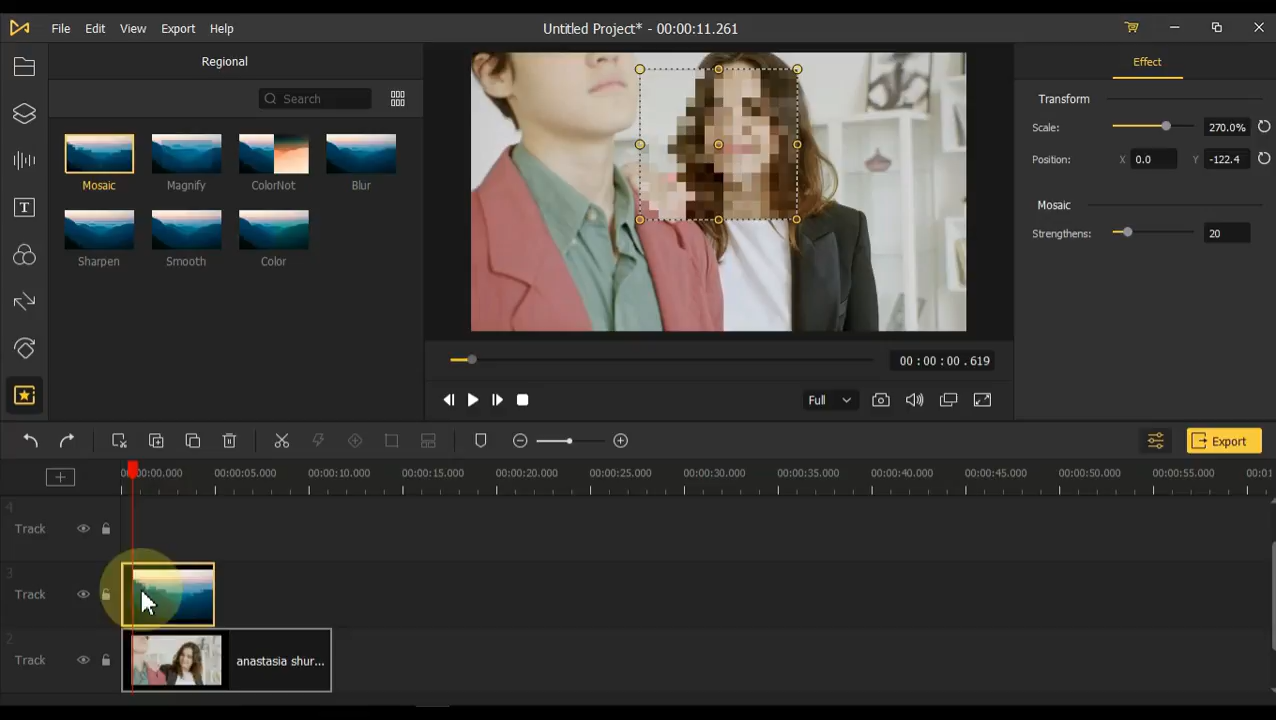 File Edit View Export Help
Untitled Project* - 00:00:11.261
Regional
Search
Mosaic Magnify ColorNot Blur
Sharpen Smooth Color
Effect
Transform
Scale: 270.0%
Position: X 0.0 Y -122.4
Mosaic
Strengthens: 20
00 : 00 : 00 . 619
Full
Export
00:00:05.000 00:00:10.000 00:00:15.000 00:00:20.000 00:00:25.000 00:00:30.000 00:00:35.000 00:00:40.000 00:00:45.000 00:00:50.000 00:00:55.000
4
Track
3
Track
2
Track
anastasia shur...